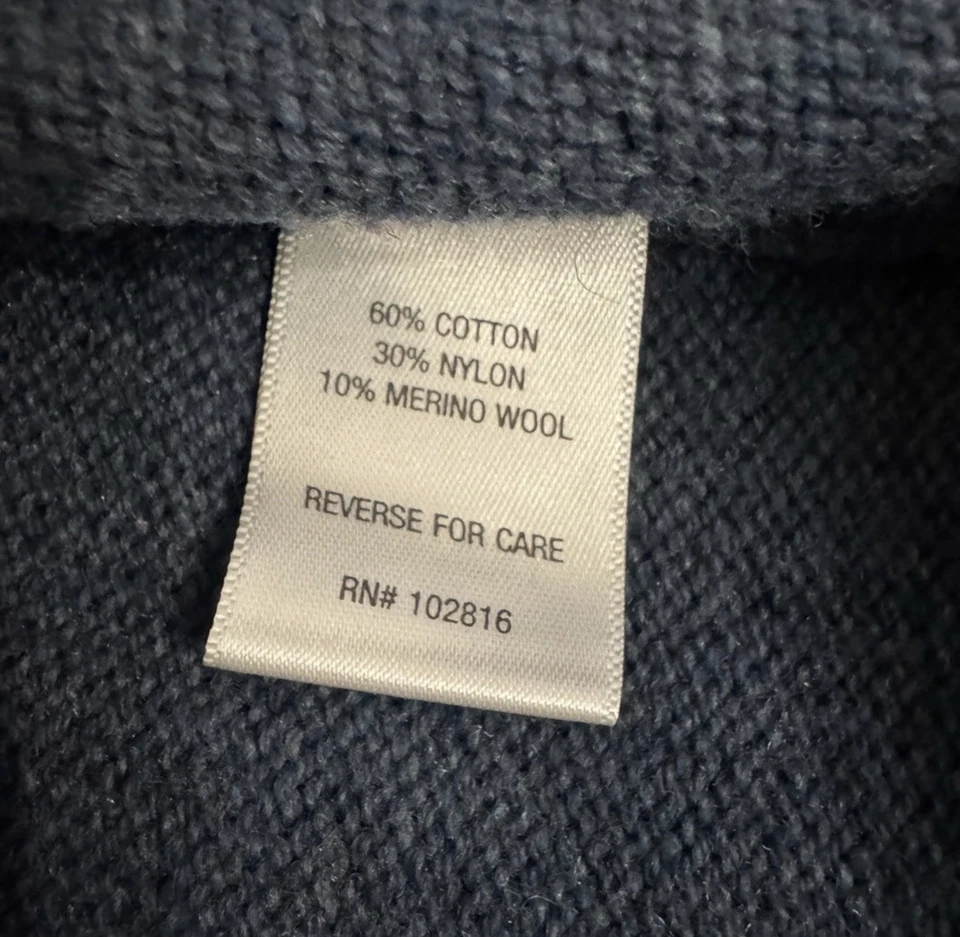 60% COTTON
30% NYLON
10% MERINO WOOL
REVERSE FOR CARE
RN# 102816